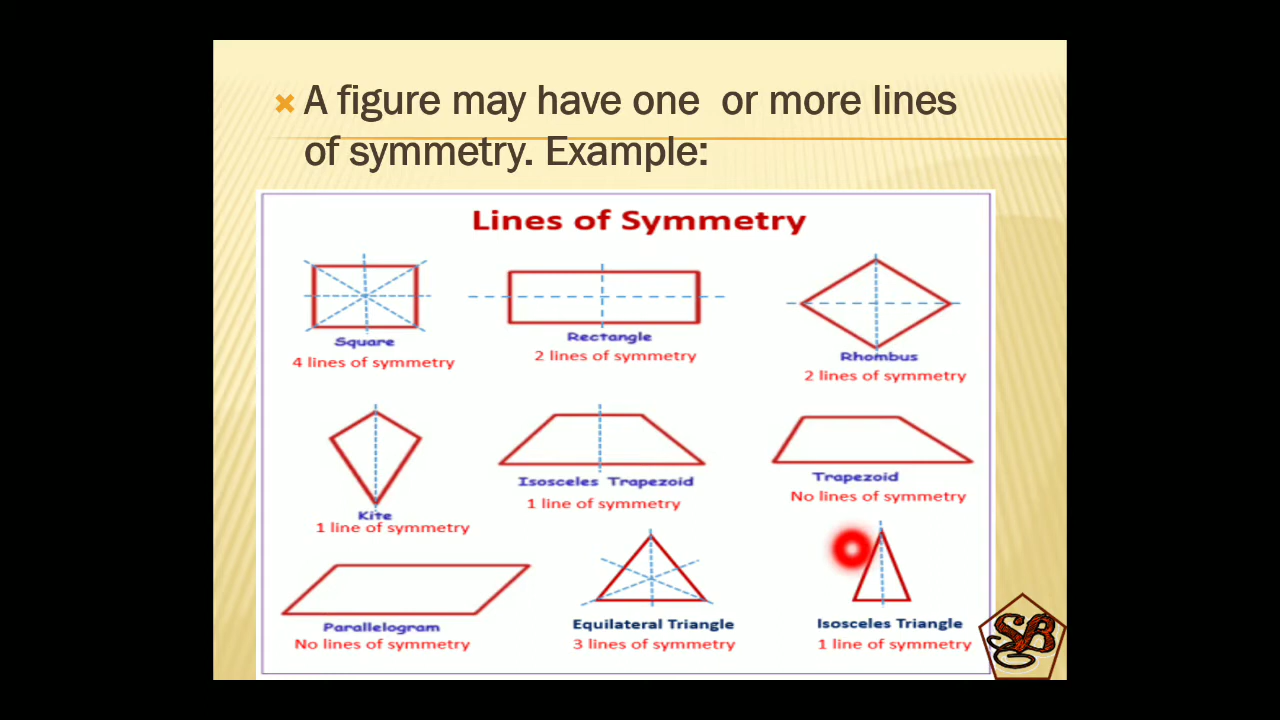 A figure may have one or more lines
of symmetry. Example:
Lines of Symmetry
Square
4 lines of symmetry
Rectangle
2 lines of symmetry
Rhombus
2 lines of symmetry
Kite
1 line of symmetry
Isosceles Trapezoid
1 line of symmetry
Trapezoid
No lines of symmetry
Parallelogram
No lines of symmetry
Equilateral Triangle
3 lines of symmetry
Isosceles Triangle
1 line of symmetry